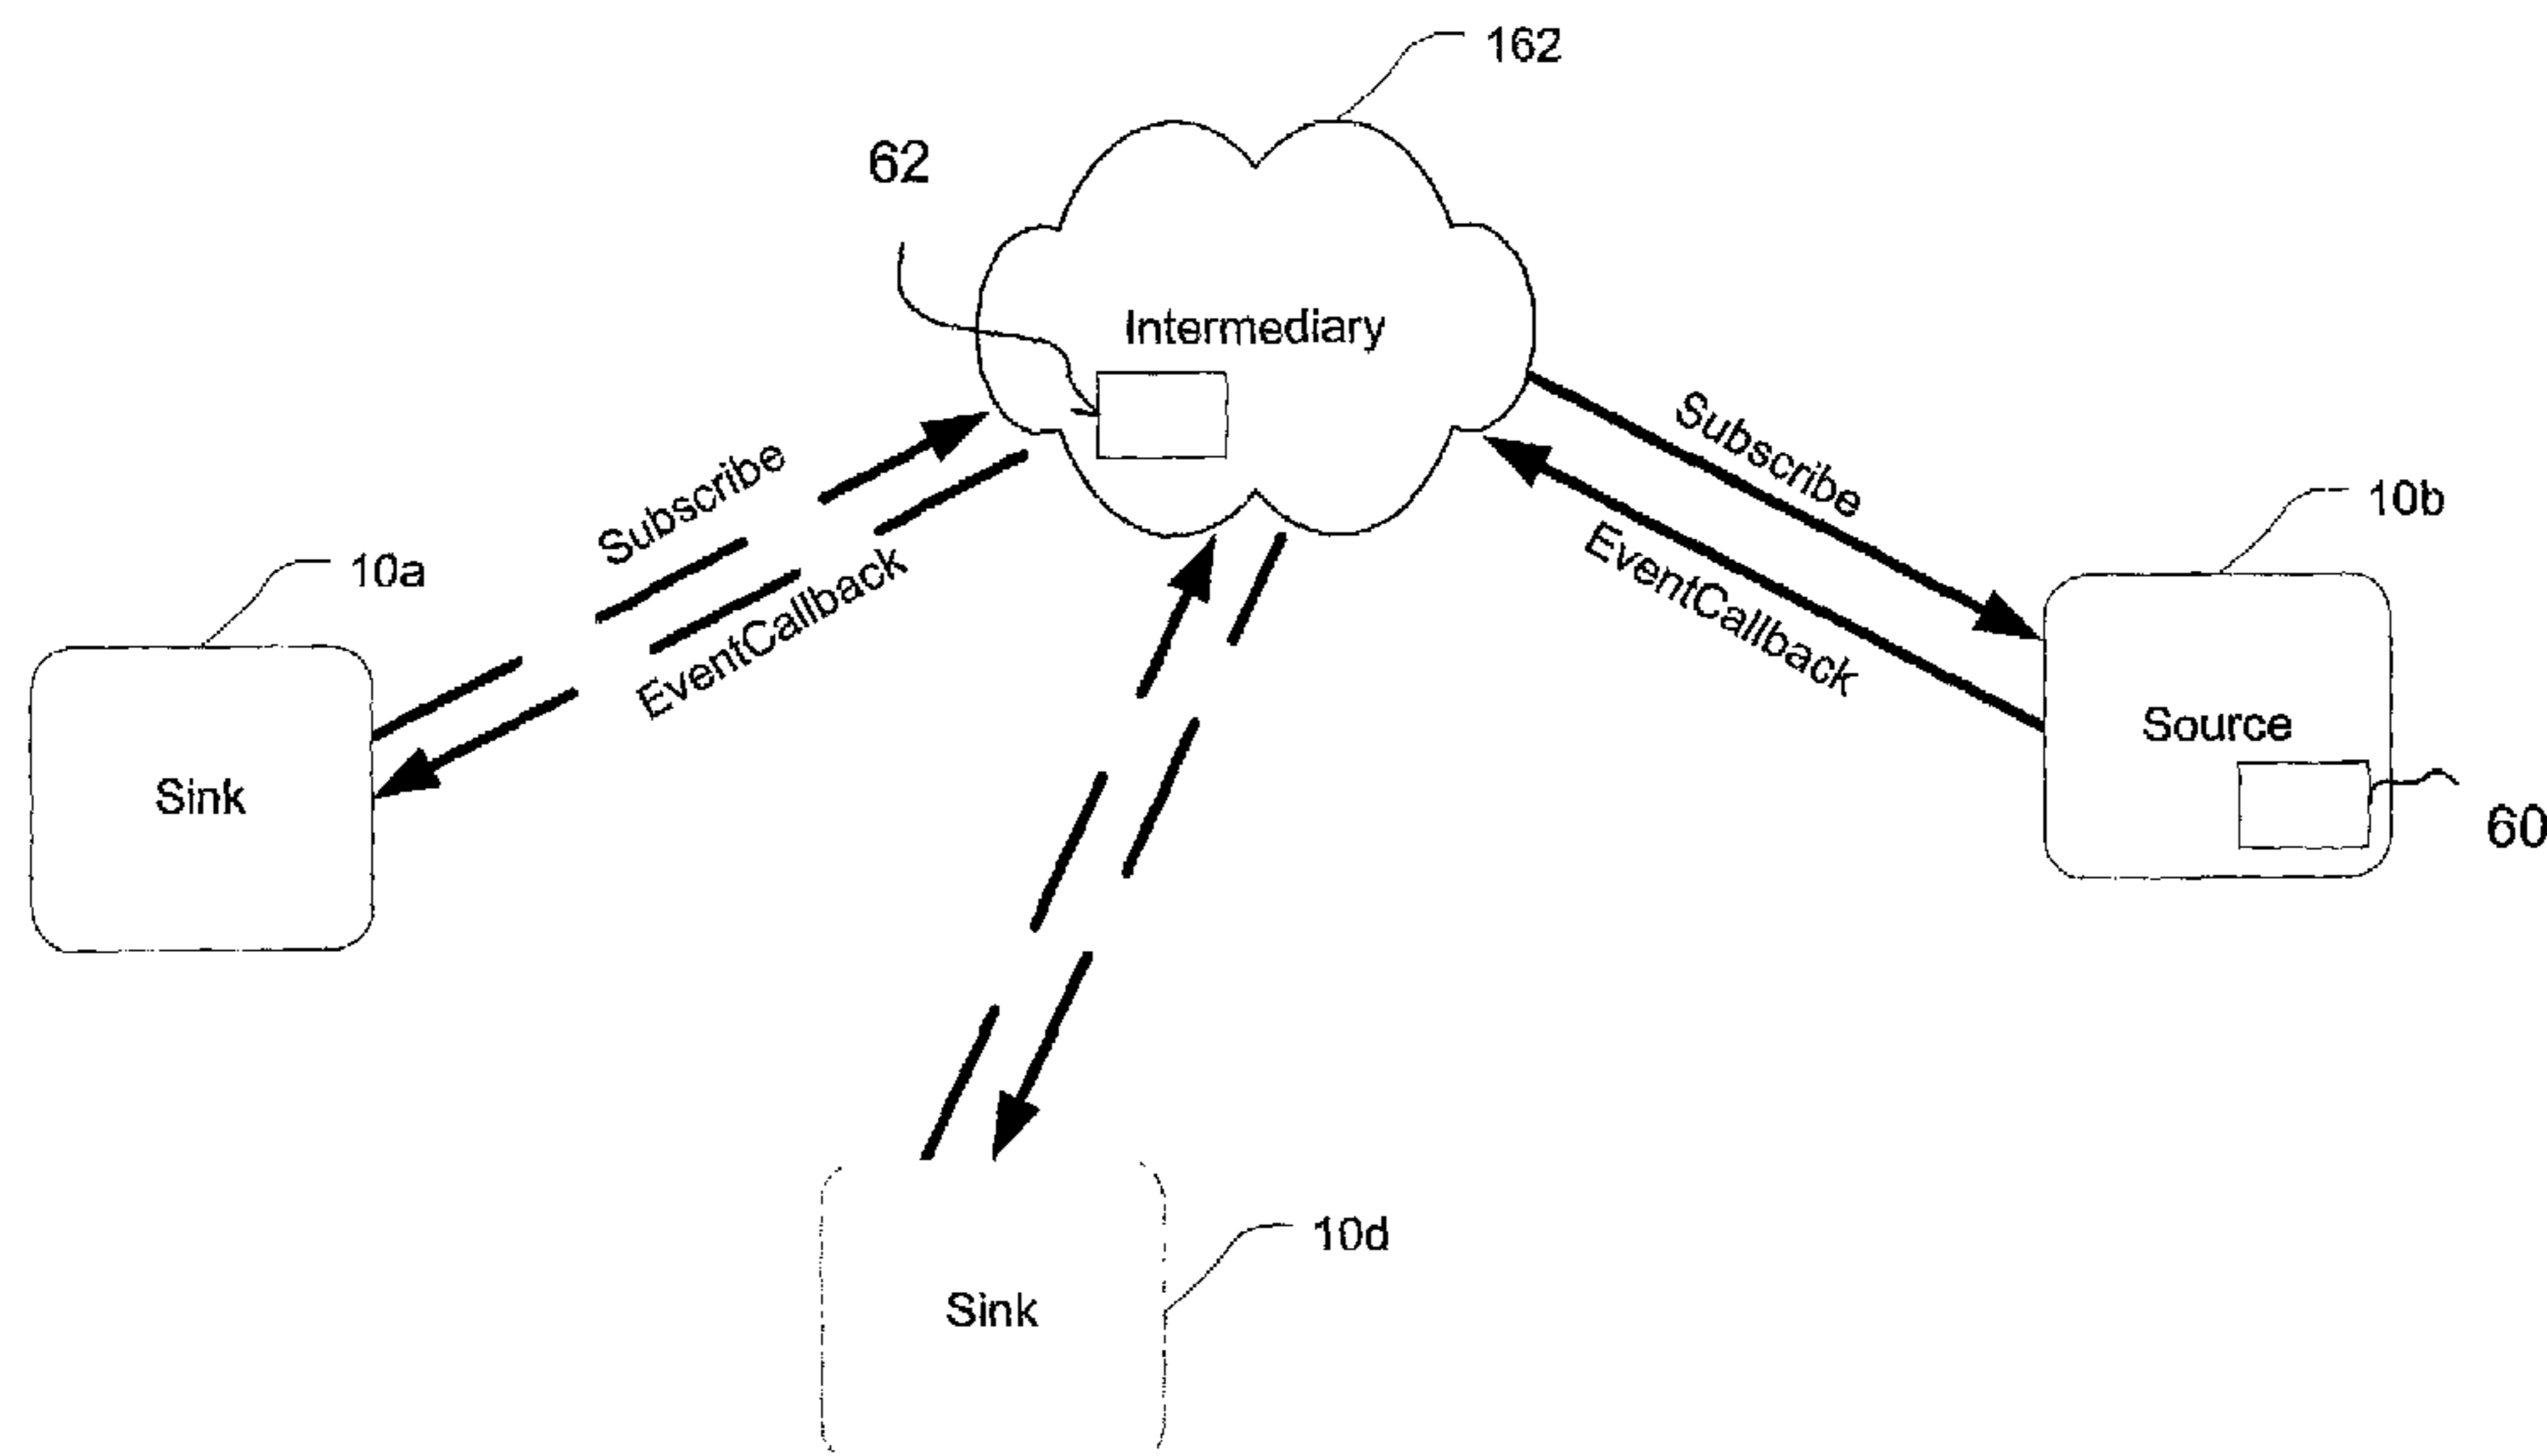 162
62
Intermediary
Subscribe
Subscribe
10b
EventCallback
EventCallback
10a
Source
Sink
60
10d
Sink